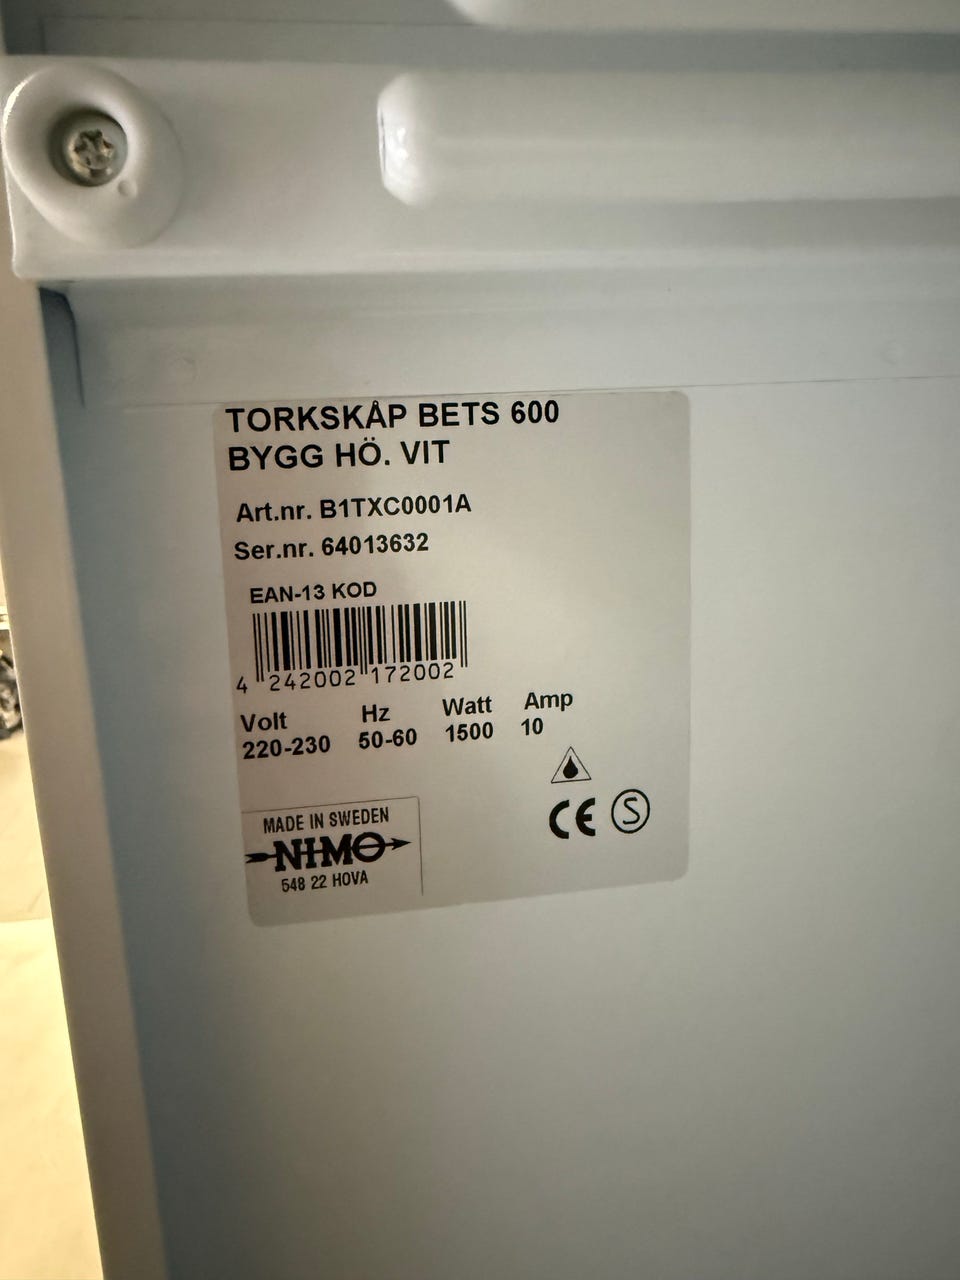 TORKSKÅP BETS 600
BYGG HÖ. VIT
Art.nr. B1TXC0001A
Ser.nr. 64013632
EAN-13 KOD
4 242002 172002
Volt Hz Watt Amp
220-230 50-60 1500 10
CE S
MADE IN SWEDEN
NIMO
548 22 HOVA